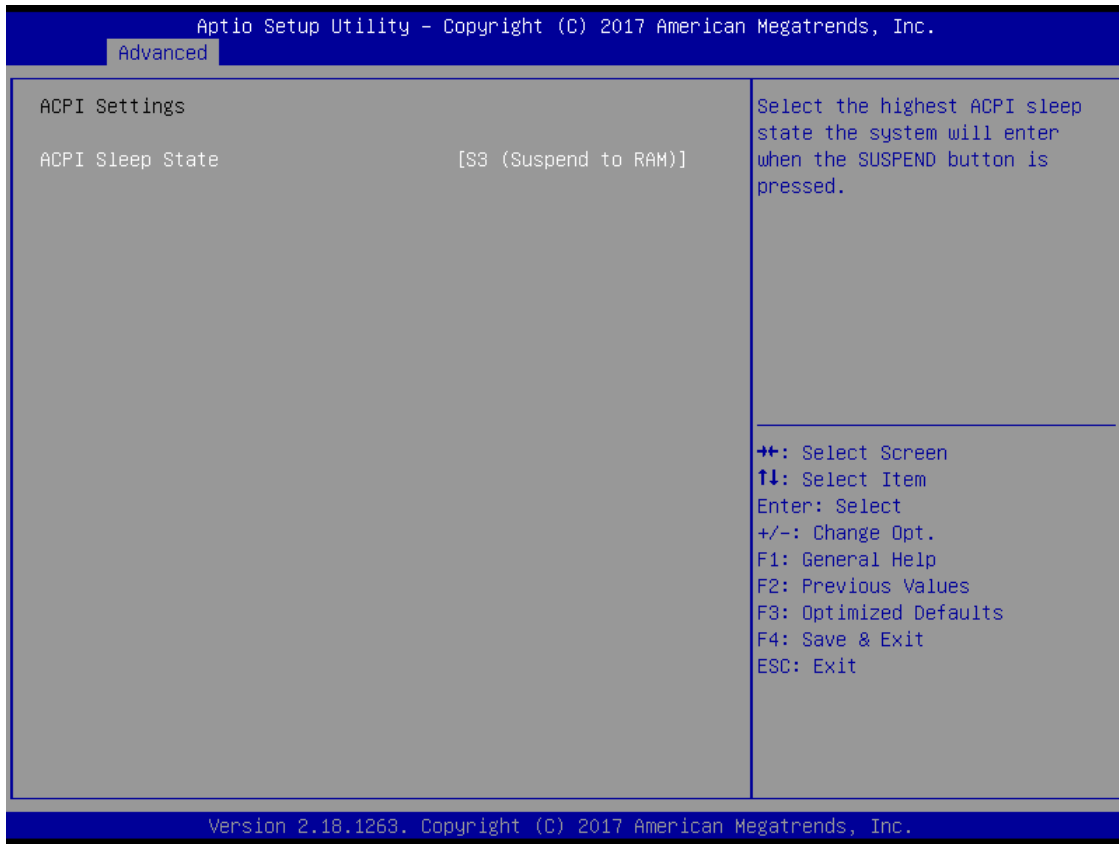 Aptio Setup Utility – Copyright (C) 2017 American Megatrends, Inc.
Advanced
ACPI Settings
ACPI Sleep State [S3 (Suspend to RAM)]
Select the highest ACPI sleep
state the system will enter
when the SUSPEND button is
pressed.
→←: Select Screen
↑↓: Select Item
Enter: Select
+/-: Change Opt.
F1: General Help
F2: Previous Values
F3: Optimized Defaults
F4: Save & Exit
ESC: Exit
Version 2.18.1263. Copyright (C) 2017 American Megatrends, Inc.